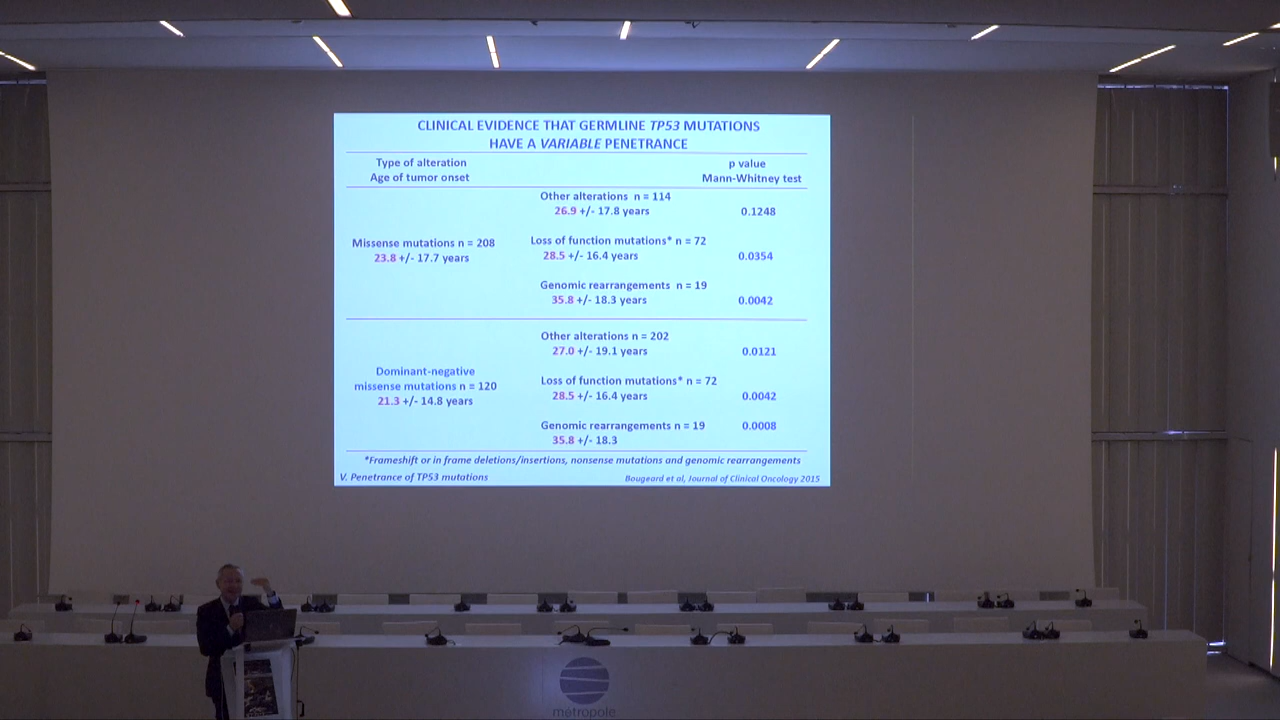 CLINICAL EVIDENCE THAT GERMLINE TP53 MUTATIONS
HAVE A VARIABLE PENETRANCE
Type of alteration
Age of tumor onset
p value
Mann-Whitney test
Other alterations n = 114
26.9 +/- 17.8 years
0.1248
Missense mutations n = 208
23.8 +/- 17.7 years
Loss of function mutations* n = 72
28.5 +/- 16.4 years
0.0354
Genomic rearrangements n = 19
35.8 +/- 18.3 years
0.0042
Other alterations n = 202
27.0 +/- 19.1 years
0.0121
Dominant-negative
missense mutations n = 120
21.3 +/- 14.8 years
Loss of function mutations* n = 72
28.5 +/- 16.4 years
0.0042
Genomic rearrangements n = 19
35.8 +/- 18.3
0.0008
*Frameshift or in frame deletions/insertions, nonsense mutations and genomic rearrangements
V. Penetrance of TP53 mutations
Bougeard et al, Journal of Clinical Oncology 2015
metropole